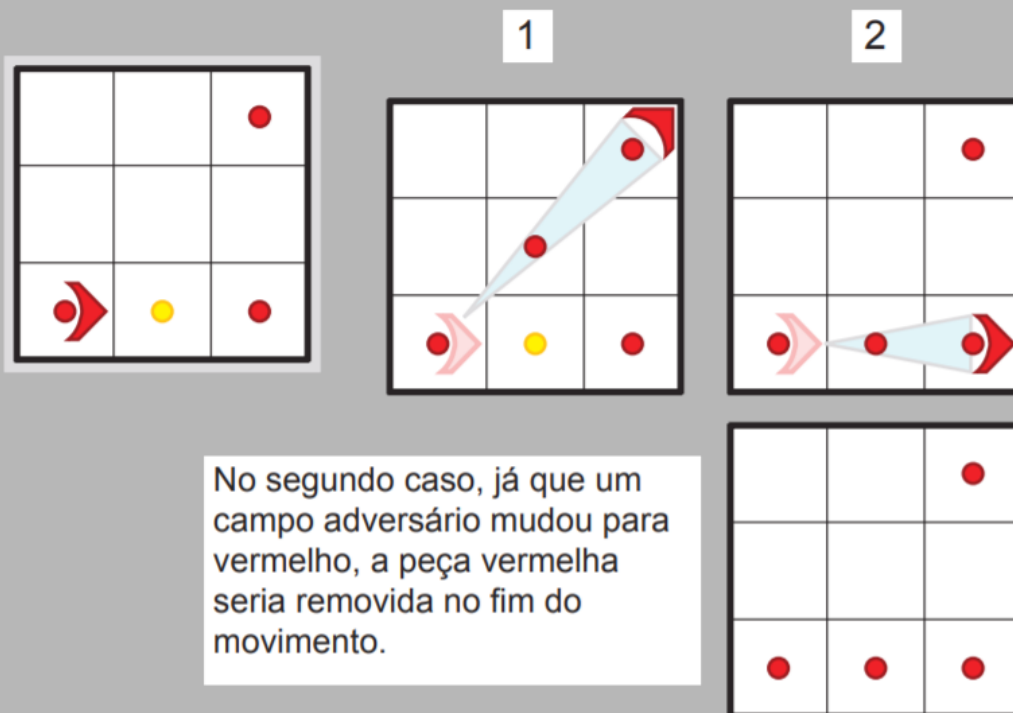 1
2
No segundo caso, já que um
campo adversário mudou para
vermelho, a peça vermelha
seria removida no fim do
movimento.